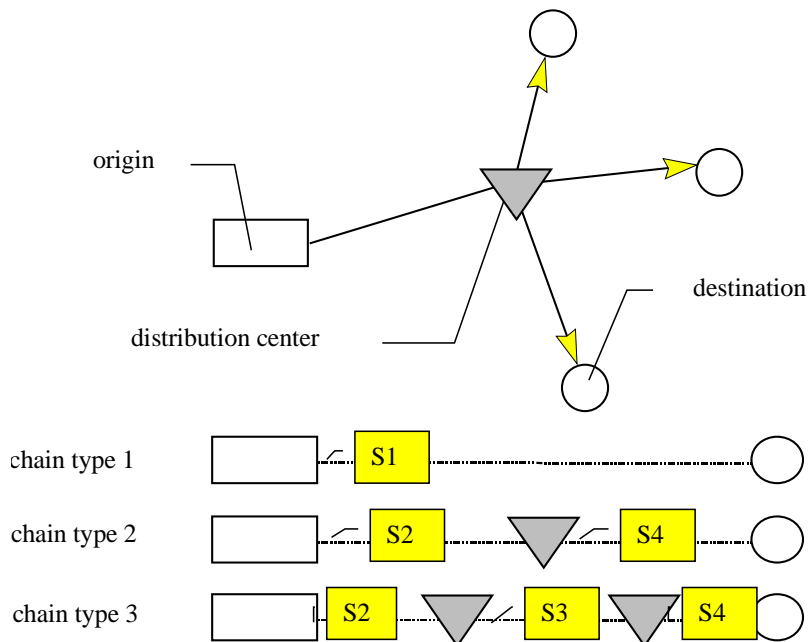 origin
destination
distribution center
chain type 1
S1
chain type 2
S2
S4
chain type 3
S2
S3
S4